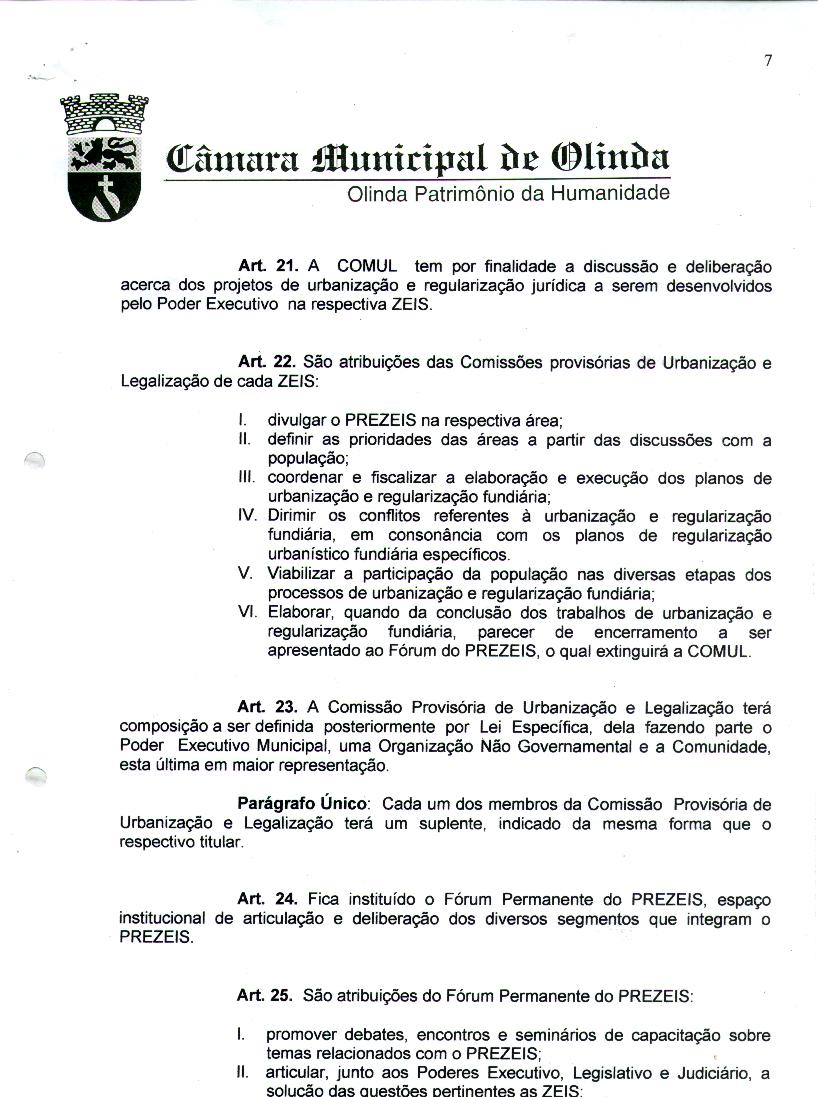 7
Câmara Municipal de Olinda
Olinda Patrimônio da Humanidade
Art. 21. A COMUL tem por finalidade a discussão e deliberação
acerca dos projetos de urbanização e regularização jurídica a serem desenvolvidos
pelo Poder Executivo na respectiva ZEIS.
Art. 22. São atribuições das Comissões provisórias de Urbanização e
Legalização de cada ZEIS:
I. divulgar o PREZEIS na respectiva área;
II. definir as prioridades das áreas a partir das discussões com a
população;
III. coordenar e fiscalizar a elaboração e execução dos planos de
urbanização e regularização fundiária;
IV. Dirimir os conflitos referentes à urbanização e regularização
fundiária, em consonância com os planos de regularização
urbanístico fundiária específicos.
V. Viabilizar a participação da população nas diversas etapas dos
processos de urbanização e regularização fundiária;
VI. Elaborar, quando da conclusão dos trabalhos de urbanização e
regularização fundiária, parecer de encerramento a ser
apresentado ao Fórum do PREZEIS, o qual extinguirá a COMUL.
Art. 23. A Comissão Provisória de Urbanização e Legalização terá
composição a ser definida posteriormente por Lei Específica, dela fazendo parte o
Poder Executivo Municipal, uma Organização Não Governamental e a Comunidade,
esta última em maior representação.
Parágrafo Único: Cada um dos membros da Comissão Provisória de
Urbanização e Legalização terá um suplente, indicado da mesma forma que o
respectivo titular.
Art. 24. Fica instituído o Fórum Permanente do PREZEIS, espaço
institucional de articulação e deliberação dos diversos segmentos que integram o
PREZEIS.
Art. 25. São atribuições do Fórum Permanente do PREZEIS:
I. promover debates, encontros e seminários de capacitação sobre
temas relacionados com o PREZEIS;
II. articular, junto aos Poderes Executivo, Legislativo e Judiciário, a
solução das questões pertinentes as ZEIS;